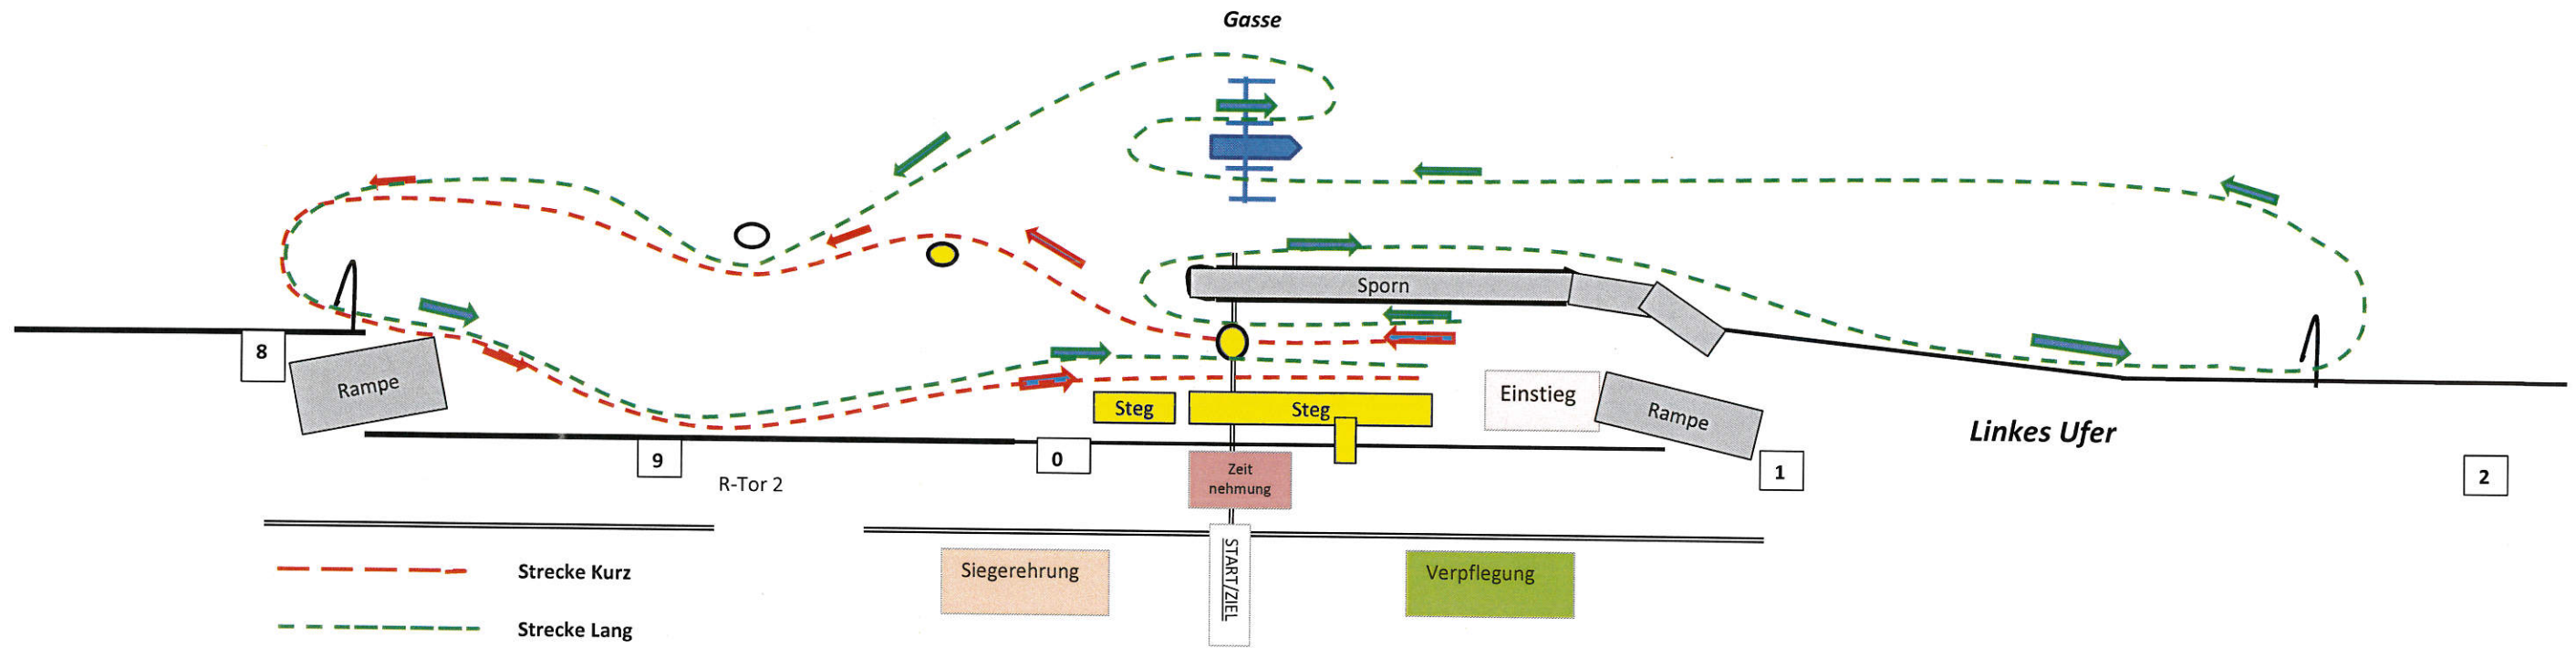 Gasse
Sporn
8
Rampe
Steg
Steg
Einstieg
Rampe
Linkes Ufer
9
0
1
2
R-Tor 2
Zeit
nehmung
START/ZIEL
Siegerehrung
Verpflegung
Strecke Kurz
Strecke Lang